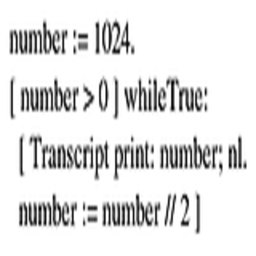 number := 1024.
[ number > 0 ] whileTrue:
[ Transcript print: number; nl.
number := number // 2 ]